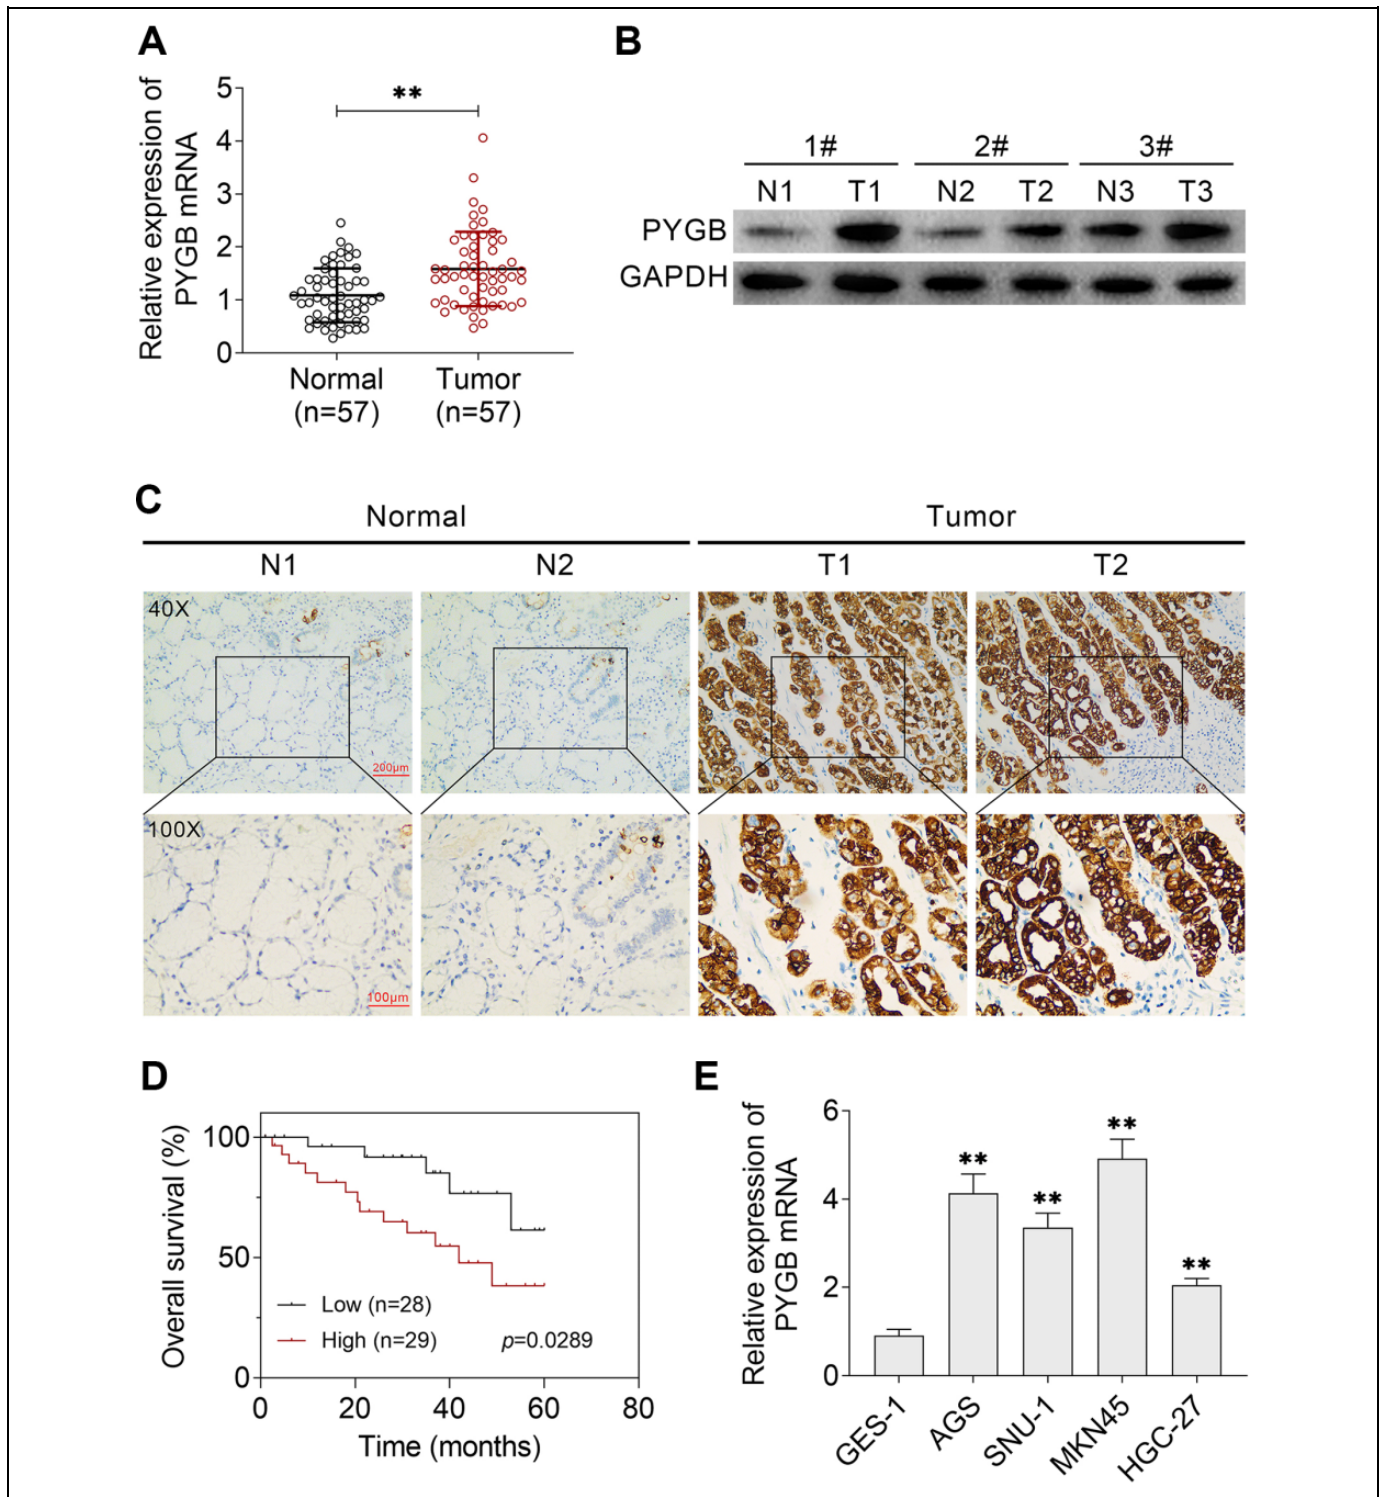 A
Relative expression of
PYGB mRNA
5
4
3
2
1
0
**
Normal
(n=57)
Tumor
(n=57)
B
1# 2# 3#
N1 T1 N2 T2 N3 T3
PYGB
GAPDH
C
Normal Tumor
N1 N2 T1 T2
40X
200μm
100X
100μm
D
Overall survival (%)
100
50
0
Low (n=28)
High (n=29)
p=0.0289
0 20 40 60 80
Time (months)
E
Relative expression of
PYGB mRNA
6
4
2
0
**
**
**
**
GES-1
AGS
SNU-1
MKN45
HGC-27